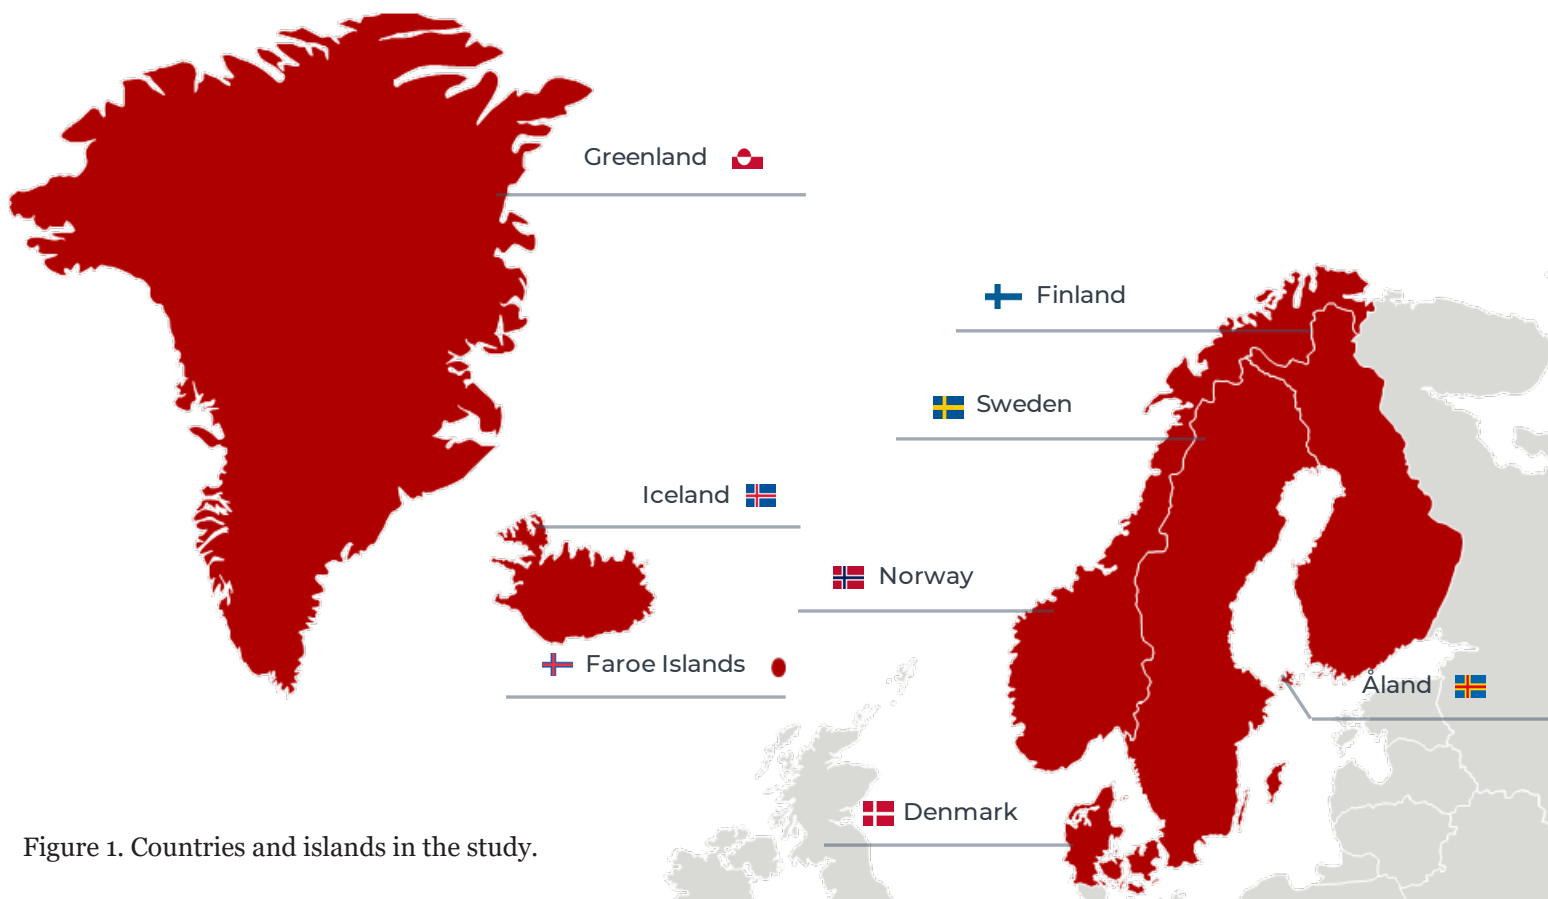 Greenland
Finland
Sweden
Iceland
Norway
Faroe Islands
Åland
Denmark
Figure 1. Countries and islands in the study.